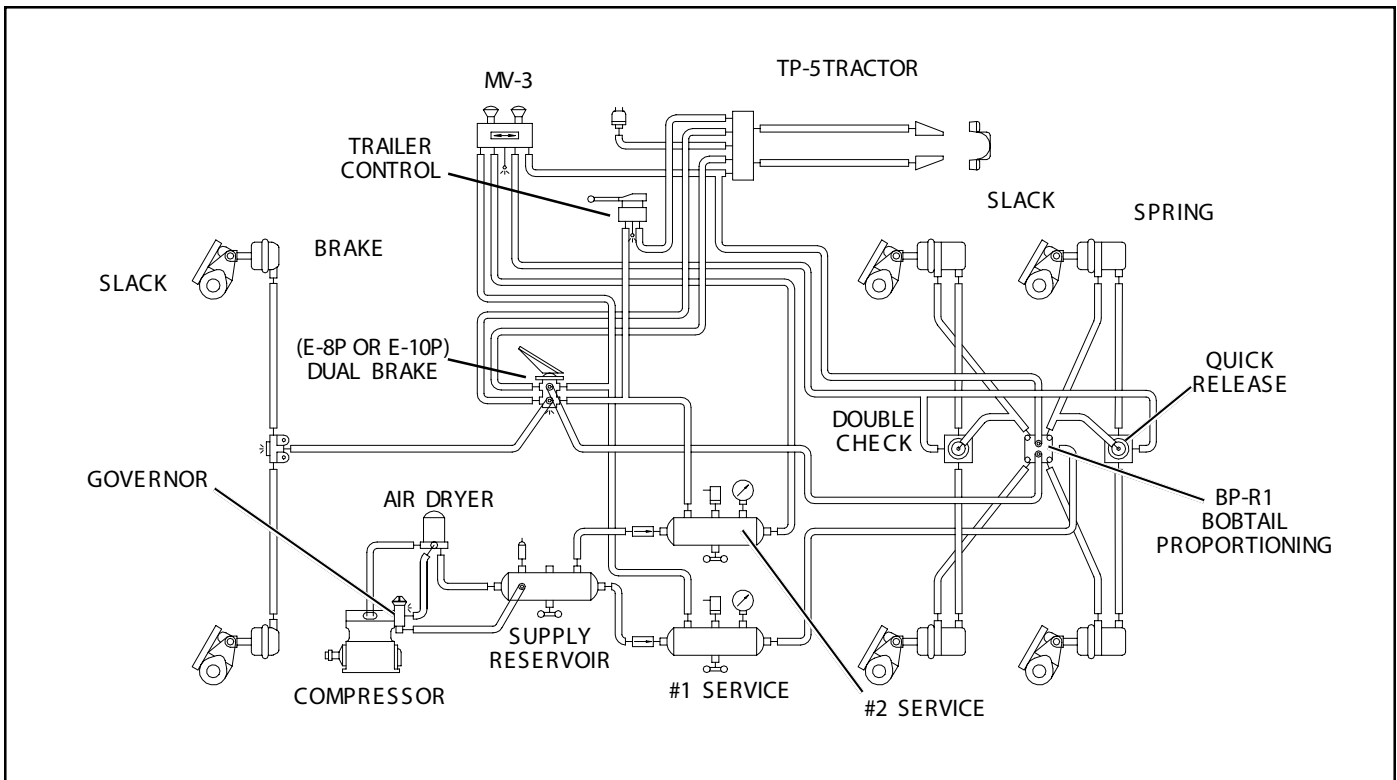 MV-3
TP-5TRACTOR
TRAILER
CONTROL
SLACK
SPRING
BRAKE
SLACK
(E-8P OR E-10P)
DUAL BRAKE
QUICK
RELEASE
DOUBLE
CHECK
GOVERNOR
AIR DRYER
BP-R1
BOBTAIL
PROPORTIONING
SUPPLY
RESERVOIR
COMPRESSOR
#1 SERVICE
#2 SERVICE